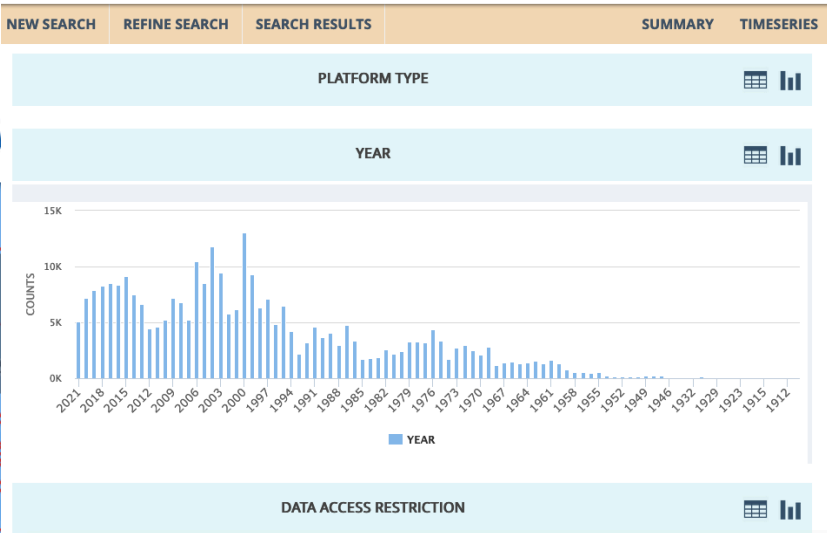 NEW SEARCH REFINE SEARCH SEARCH RESULTS SUMMARY TIMESERIES
PLATFORM TYPE
YEAR
15K
10K
5K
0K
COUNTS
2021 2018 2015 2012 2009 2006 2003 2000 1997 1994 1991 1988 1985 1982 1979 1976 1973 1970 1967 1964 1961 1958 1955 1952 1949 1946 1932 1929 1923 1915 1912
YEAR
DATA ACCESS RESTRICTION